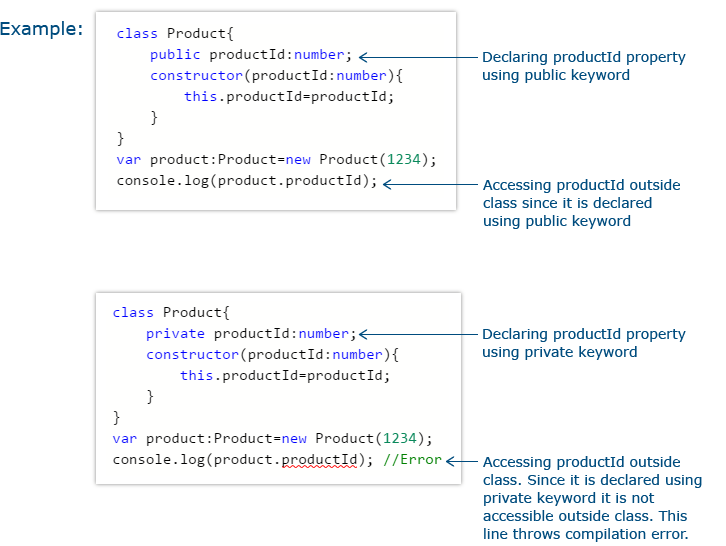 Example:
class Product{
public productId:number;
constructor(productId:number){
this.productId=productId;
}
}
var product:Product=new Product(1234);
console.log(product.productId);
Declaring productId property
using public keyword
Accessing productId outside
class since it is declared
using public keyword
class Product{
private productId:number;
constructor(productId:number){
this.productId=productId;
}
}
var product:Product=new Product(1234);
console.log(product.productId); //Error
Declaring productId property
using private keyword
Accessing productId outside
class. Since it is declared using
private keyword it is not
accessible outside class. This
line throws compilation error.